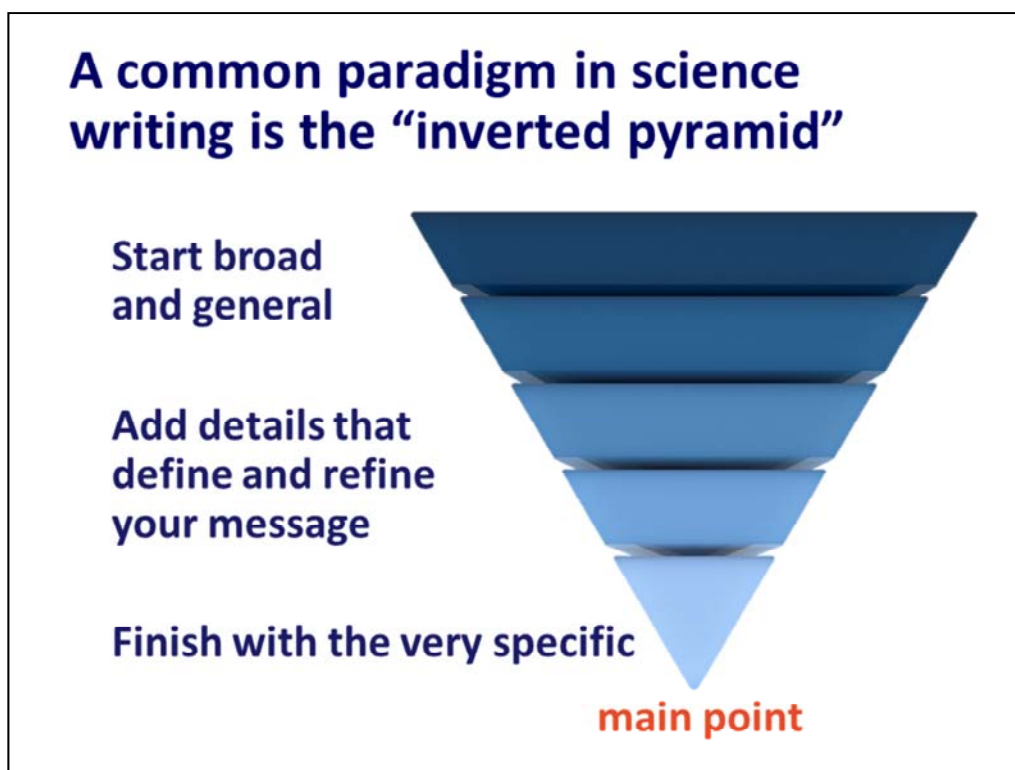 A common paradigm in science
writing is the “inverted pyramid”
Start broad
and general
Add details that
define and refine
your message
Finish with the very specific
main point